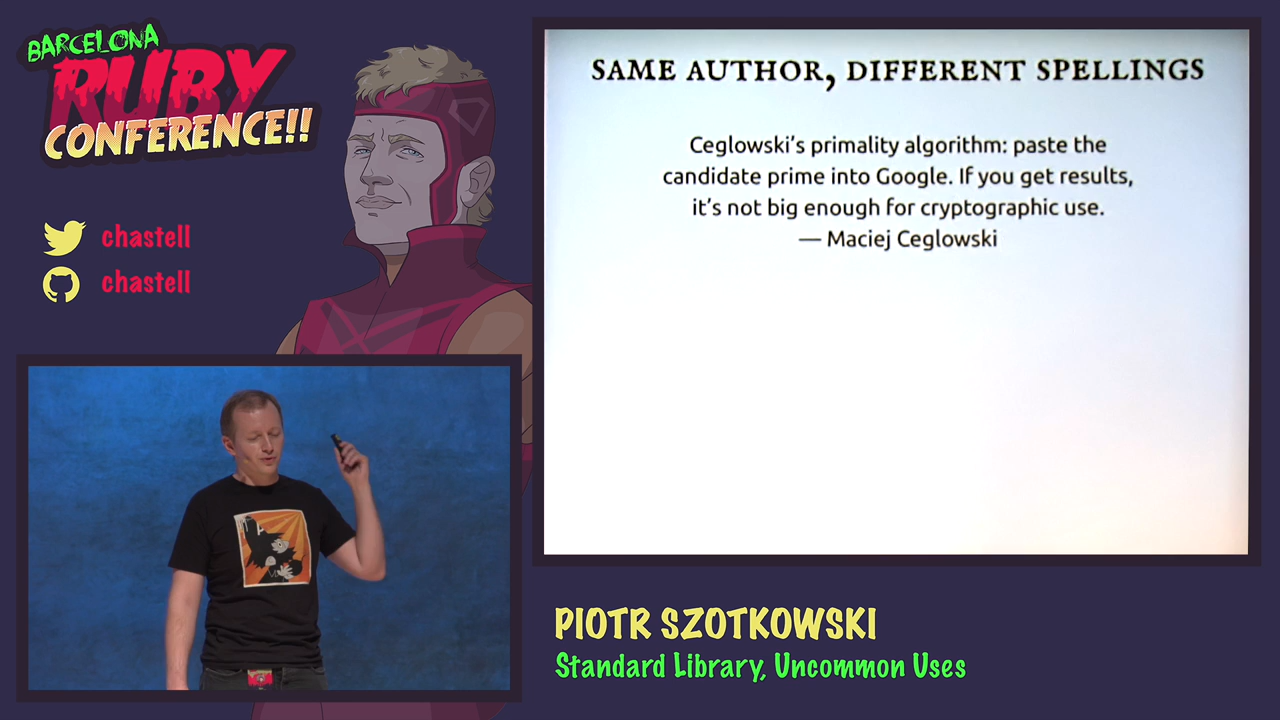 BARCELONA
RUBY
CONFERENCE!!
chastell
chastell
SAME AUTHOR, DIFFERENT SPELLINGS
Ceglowski's primality algorithm: paste the
candidate prime into Google. If you get results,
it's not big enough for cryptographic use.
— Maciej Ceglowski
PIOTR SZOTKOWSKI
Standard Library, Uncommon Uses